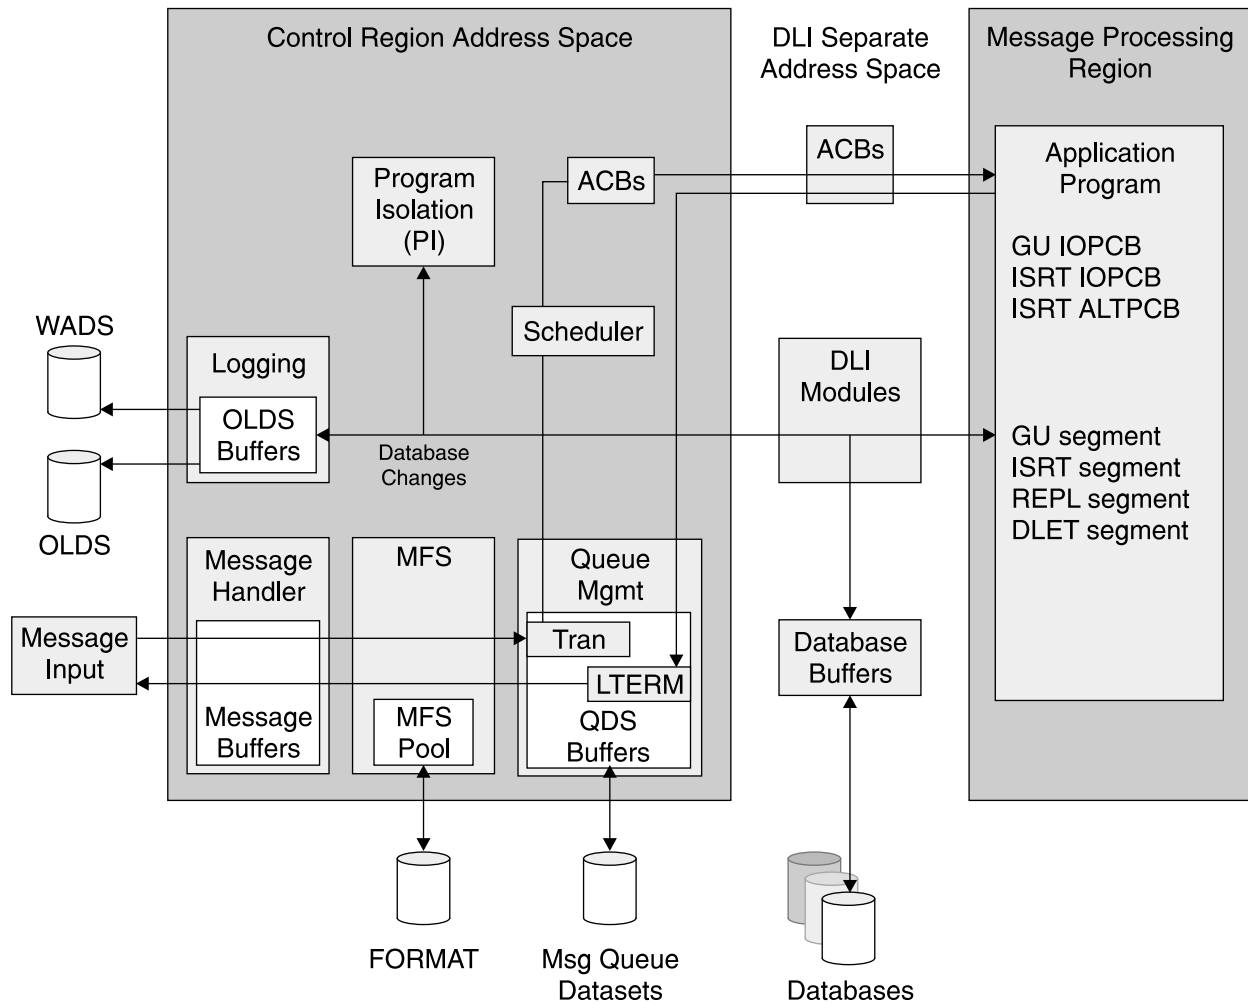 Control Region Address Space
DLI Separate
Address Space
Message Processing
Region
ACBs
Application
Program
Program
Isolation
(PI)
ACBs
GU IOPCB
ISRT IOPCB
ISRT ALTPCB
WADS
Scheduler
Logging
DLI
Modules
OLDS
Buffers
Database
Changes
GU segment
ISRT segment
REPL segment
DLET segment
OLDS
Message
Handler
MFS
Queue
Mgmt
Message
Input
Tran
Database
Buffers
LTERM
Message
Buffers
MFS
Pool
QDS
Buffers
FORMAT
Msg Queue
Datasets
Databases